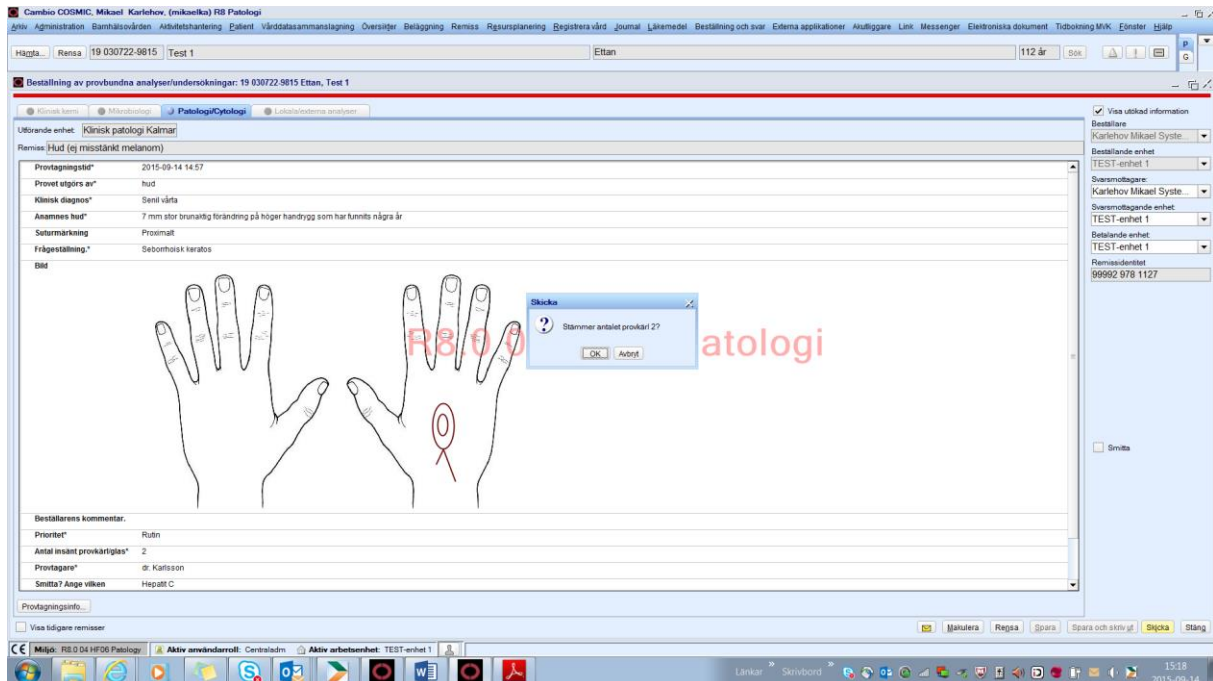 Cambio COSMIC, Mikael Karlehov, (mikaelka) R8 Patologi
Arkiv Administration Barnhälsovården Aktivitetshantering Patient Vårddatasammanslagning Översikter Beläggning Remiss Resursplanering Registrera vård Journal Läkemedel Beställning och svar Externa applikationer Akutliggare Link Messenger Elektroniska dokument Tidbokning MVK Fönster Hjälp
Hämta... Rensa 19 030722-9815 Test 1 Ettan 112 år Sök P
G
Beställning av provbundna analyser/undersökningar: 19 030722-9815 Ettan, Test 1
Klinisk kemi Mikrobiologi Patologi/Cytologi Lokala/externa analyser
Visa utökad information
Utförande enhet: Klinisk patologi Kalmar
Beställare
Karlehov Mikael Syste...
Remiss: Hud (ej misstänkt melanom)
Beställande enhet
TEST-enhet 1
Provtagningstid* 2015-09-14 14:57
Provet utgörs av* hud
Svarsmottagare:
Karlehov Mikael Syste...
Klinisk diagnos* Senil vårta
Anamnes hud* 7 mm stor brunaktig förändring på höger handrygg som har funnits några år
Svarsmottagande enhet:
TEST-enhet 1
Suturmärkning Proximalt
Betalande enhet:
TEST-enhet 1
Frågeställning.* Seborrhoisk keratos
Remissidentitet
99992 978 1127
Bild
Skicka
Stämmer antalet provkärl 2?
OK Avbryt
R8.0 0 atologi
Smitta
Beställarens kommentar.
Prioritet* Rutin
Antal insänt provkärl/glas* 2
Provtagare* dr. Karlsson
Smitta? Ange vilken Hepatit C
Provtagningsinfo...
Visa tidigare remisser Makulera Rensa Spara Spara och skriv ut Skicka Stäng
Miljö: R8.0 04 HF06 Patology Aktiv användarroll: Centraladm Aktiv arbetsenhet: TEST-enhet 1
Länkar Skrivbord 15:18
2015-09-14